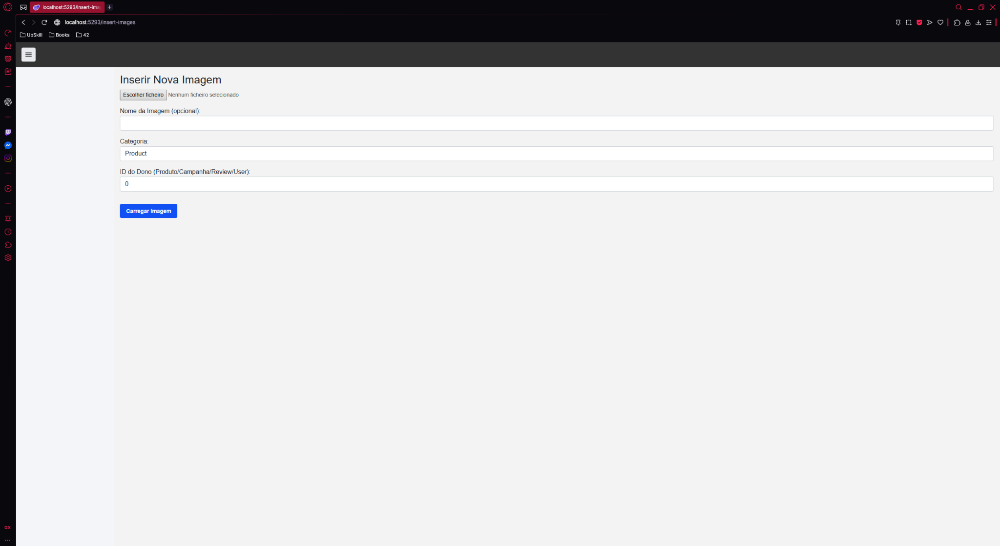 localhost:5293/insert-ima
localhost:5293/insert-images
UpSkill Books 42
Inserir Nova Imagem
Escolher ficheiro Nenhum ficheiro selecionado
Nome da Imagem (opcional):
Categoria:
Product
ID do Dono (Produto/Campanha/Review/User):
0
Carregar Imagem
M
GX